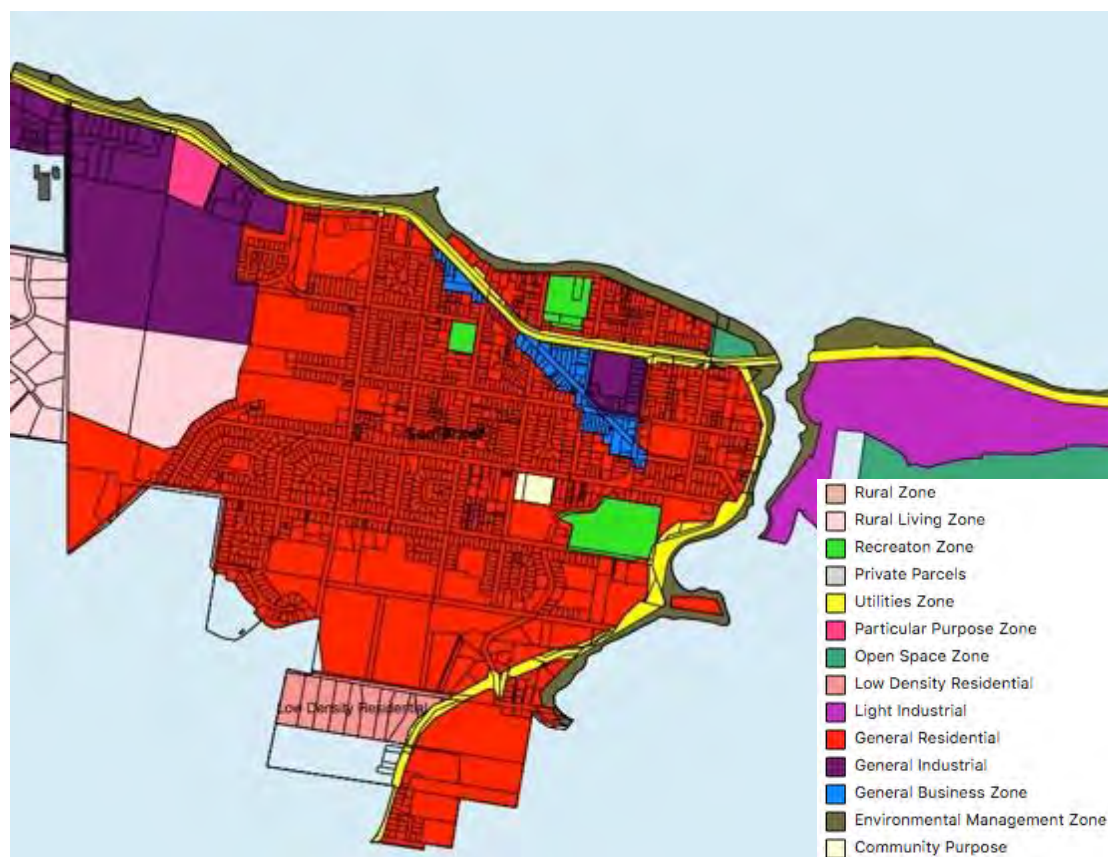 Low Density Residential
Rural Zone
Rural Living Zone
Recreaton Zone
Private Parcels
Utilities Zone
Particular Purpose Zone
Open Space Zone
Low Density Residential
Light Industrial
General Residential
General Industrial
General Business Zone
Environmental Management Zone
Community Purpose